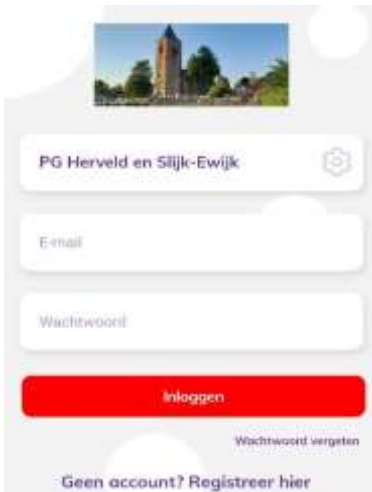 PG Herveld en Slijk-Ewijk
E-mail
Wachtwoord
Inloggen
Wachtwoord vergeten
Geen account? Registreer hier